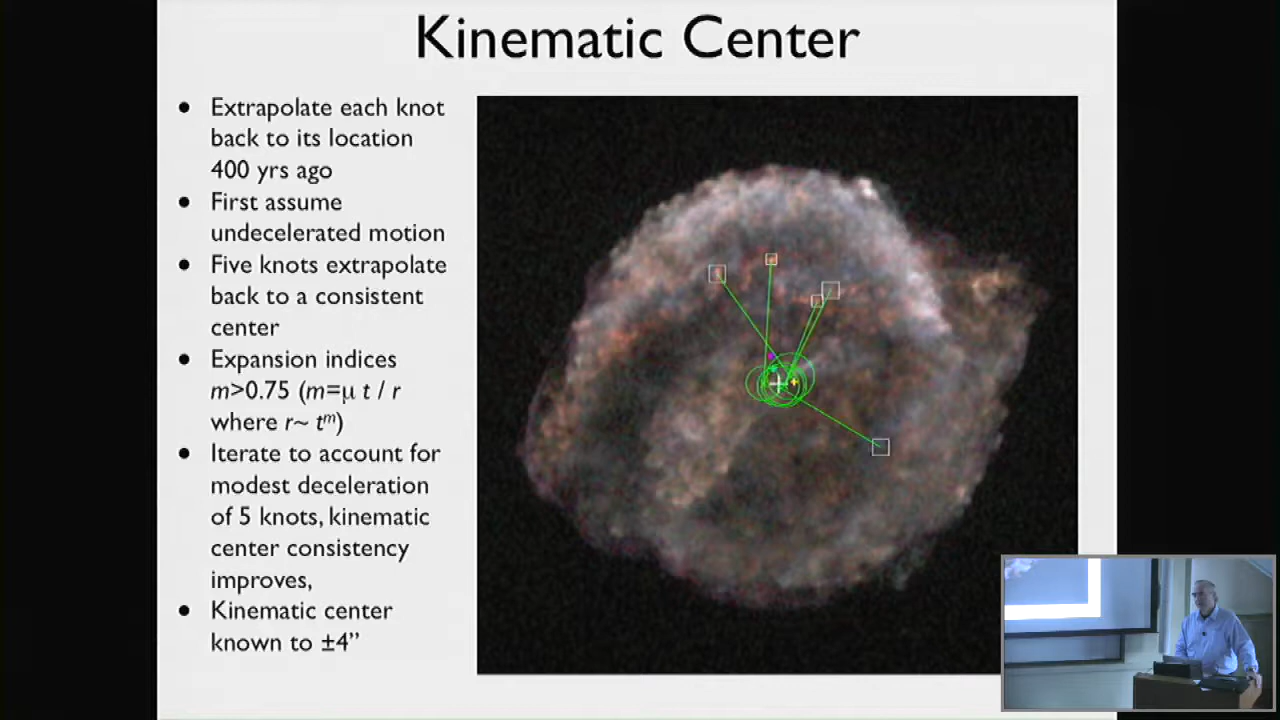 Kinematic Center
• Extrapolate each knot
back to its location
400 yrs ago
• First assume
undecelerated motion
• Five knots extrapolate
back to a consistent
center
• Expansion indices
m>0.75 (m=μ t / r
where r~ tᵐ)
• Iterate to account for
modest deceleration
of 5 knots, kinematic
center consistency
improves,
• Kinematic center
known to ±4”